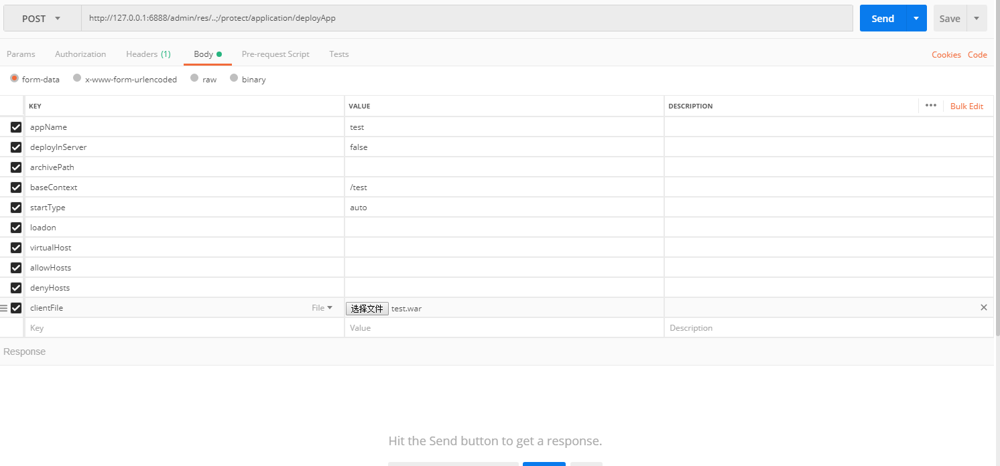 POST http://127.0.0.1:6888/admin/res/..;/protect/application/deployApp Send Save
Params Authorization Headers (1) Body Pre-request Script Tests Cookies Code
form-data x-www-form-urlencoded raw binary
KEY VALUE DESCRIPTION ••• Bulk Edit
appName test
deployInServer false
archivePath
baseContext /test
startType auto
loadon
virtualHost
allowHosts
denyHosts
clientFile File 选择文件 test.war
Key Value Description
Response
Hit the Send button to get a response.